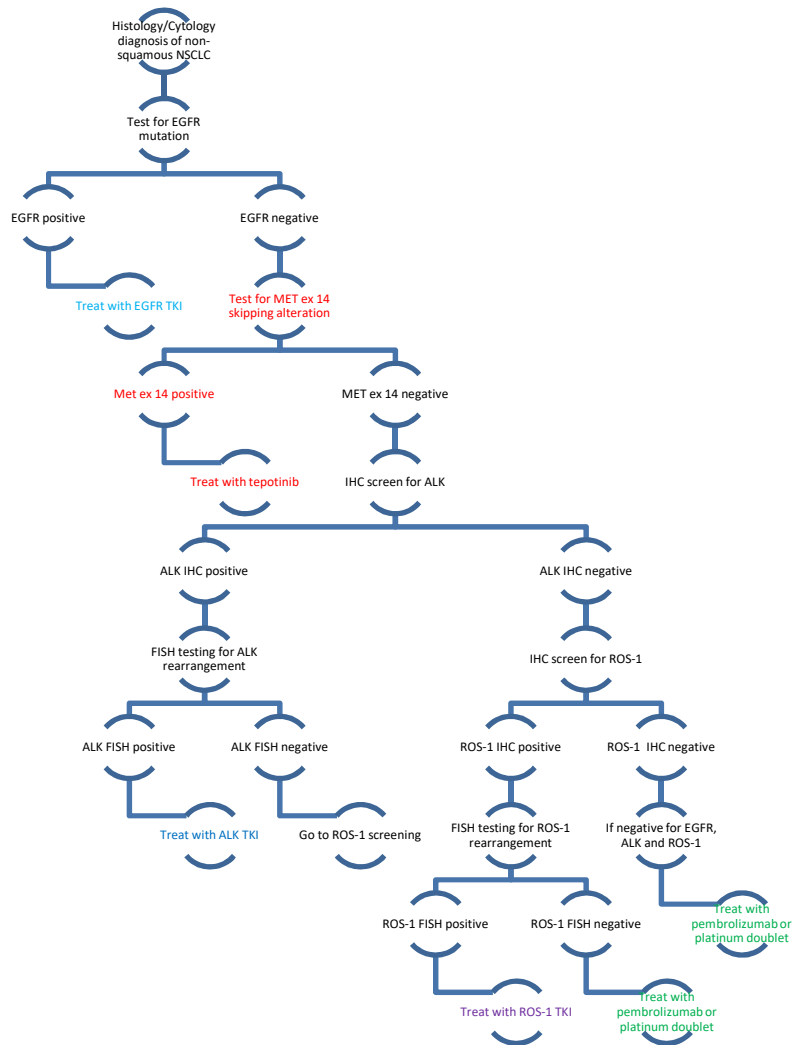 Histology/Cytology
diagnosis of non-
squamous NSCLC
Test for EGFR
mutation
EGFR positive
EGFR negative
Treat with EGFR TKI
Test for MET ex 14
skipping alteration
Met ex 14 positive
MET ex 14 negative
Treat with tepotinib
IHC screen for ALK
ALK IHC positive
ALK IHC negative
FISH testing for ALK
rearrangement
IHC screen for ROS-1
ALK FISH positive
ALK FISH negative
ROS-1 IHC positive
ROS-1  IHC negative
Treat with ALK TKI
Go to ROS-1 screening
FISH testing for ROS-1
rearrangement
If negative for EGFR,
ALK and ROS-1
ROS-1 FISH positive
ROS-1 FISH negative
Treat with
pembrolizumab or
platinum doublet
Treat with ROS-1 TKI
Treat with
pembrolizumab or
platinum doublet